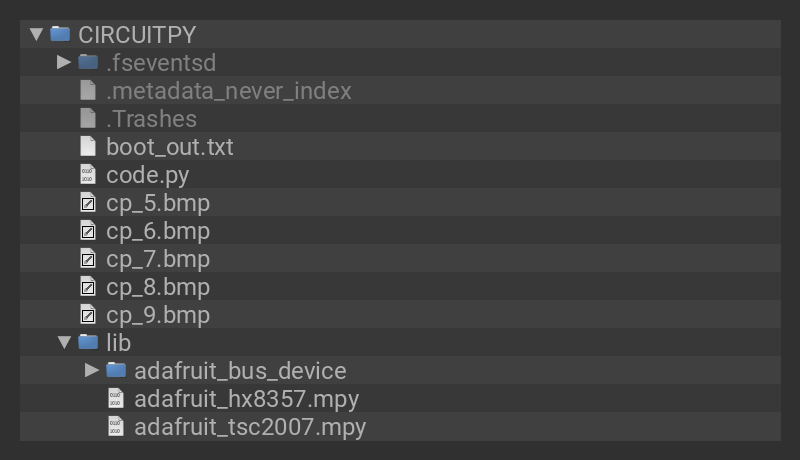 CIRCUITPY
.fseventsd
.metadata_never_index
.Trashes
boot_out.txt
code.py
cp_5.bmp
cp_6.bmp
cp_7.bmp
cp_8.bmp
cp_9.bmp
lib
adafruit_bus_device
adafruit_hx8357.mpy
adafruit_tsc2007.mpy